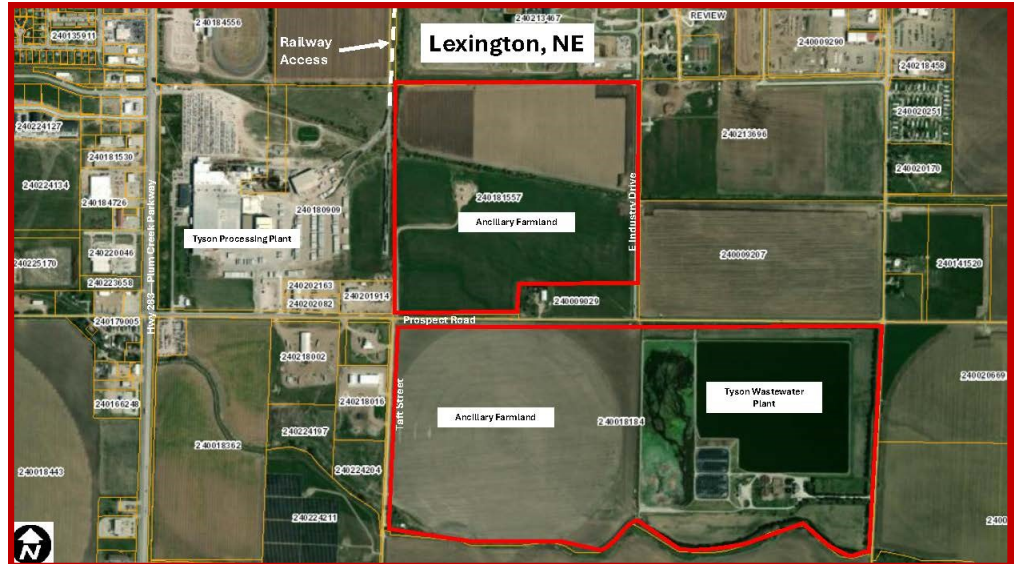 240184556
240213467
REVIEW
240135911
Railway
Access
Lexington, NE
240009290
240218458
240020251
240224127
240213696
240181530
240020170
240224134
240181557
240184726
240180909
Ancillary Farmland
Tyson Processing Plant
E Industry Drive
Hwy 283 – Plum Creek Parkway
240220046
240009207
240225170
240141520
240223658
240202163
240201914
240009029
240202082
240179005
Prospect Road
240218002
240020669
240166248
240218016
Taft Street
Ancillary Farmland
Tyson Wastewater
Plant
240018184
240224197
240018362
240018443
240224204
240224211
2400
N